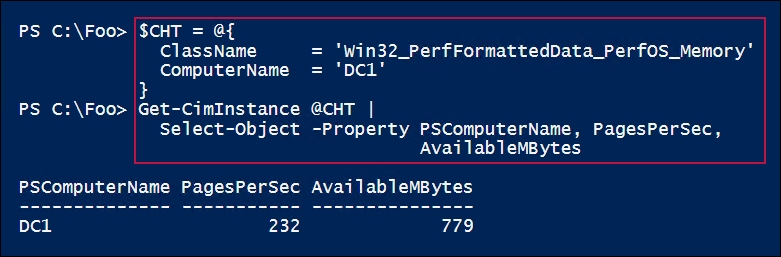 PS C:\Foo> $CHT = @{
ClassName     = 'Win32_PerfFormattedData_PerfOS_Memory'
ComputerName  = 'DC1'
}
PS C:\Foo> Get-CimInstance @CHT |
Select-Object -Property PSComputerName, PagesPerSec,
AvailableMBytes
PSComputerName PagesPerSec AvailableMBytes
-------------- ----------- ---------------
DC1                    232             779